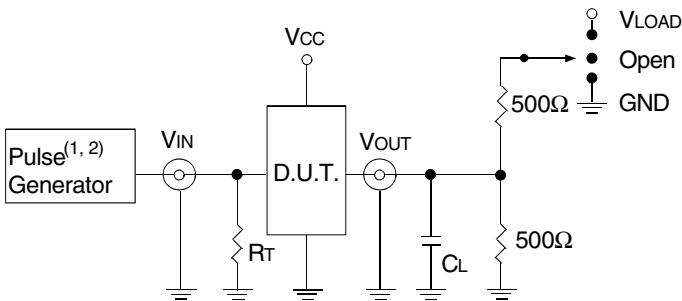 VLOAD
VCC
Open
500Ω
GND
Pulse(1, 2)
Generator
VIN
D.U.T.
VOUT
RT
CL
500Ω